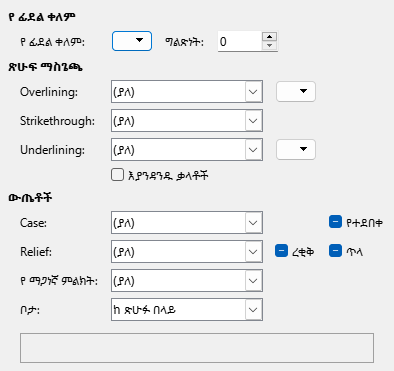 የ ፊደል ቀለም
የ ፊደል ቀለም: ግልጽነት: 0
ጽሁፍ ማስጌጫ
Overlining: (ያለ)
Strikethrough: (ያለ)
Underlining: (ያለ)
እያንዳንዱ ቃላቶች
ውጤቶች
Case: (ያለ) የተደበቀ
Relief: (ያለ) ረቂቅ ጥላ
የ ማጋነኛ ምልክት: (ያለ)
ቦታ: ከ ጽሁፉ በላይ